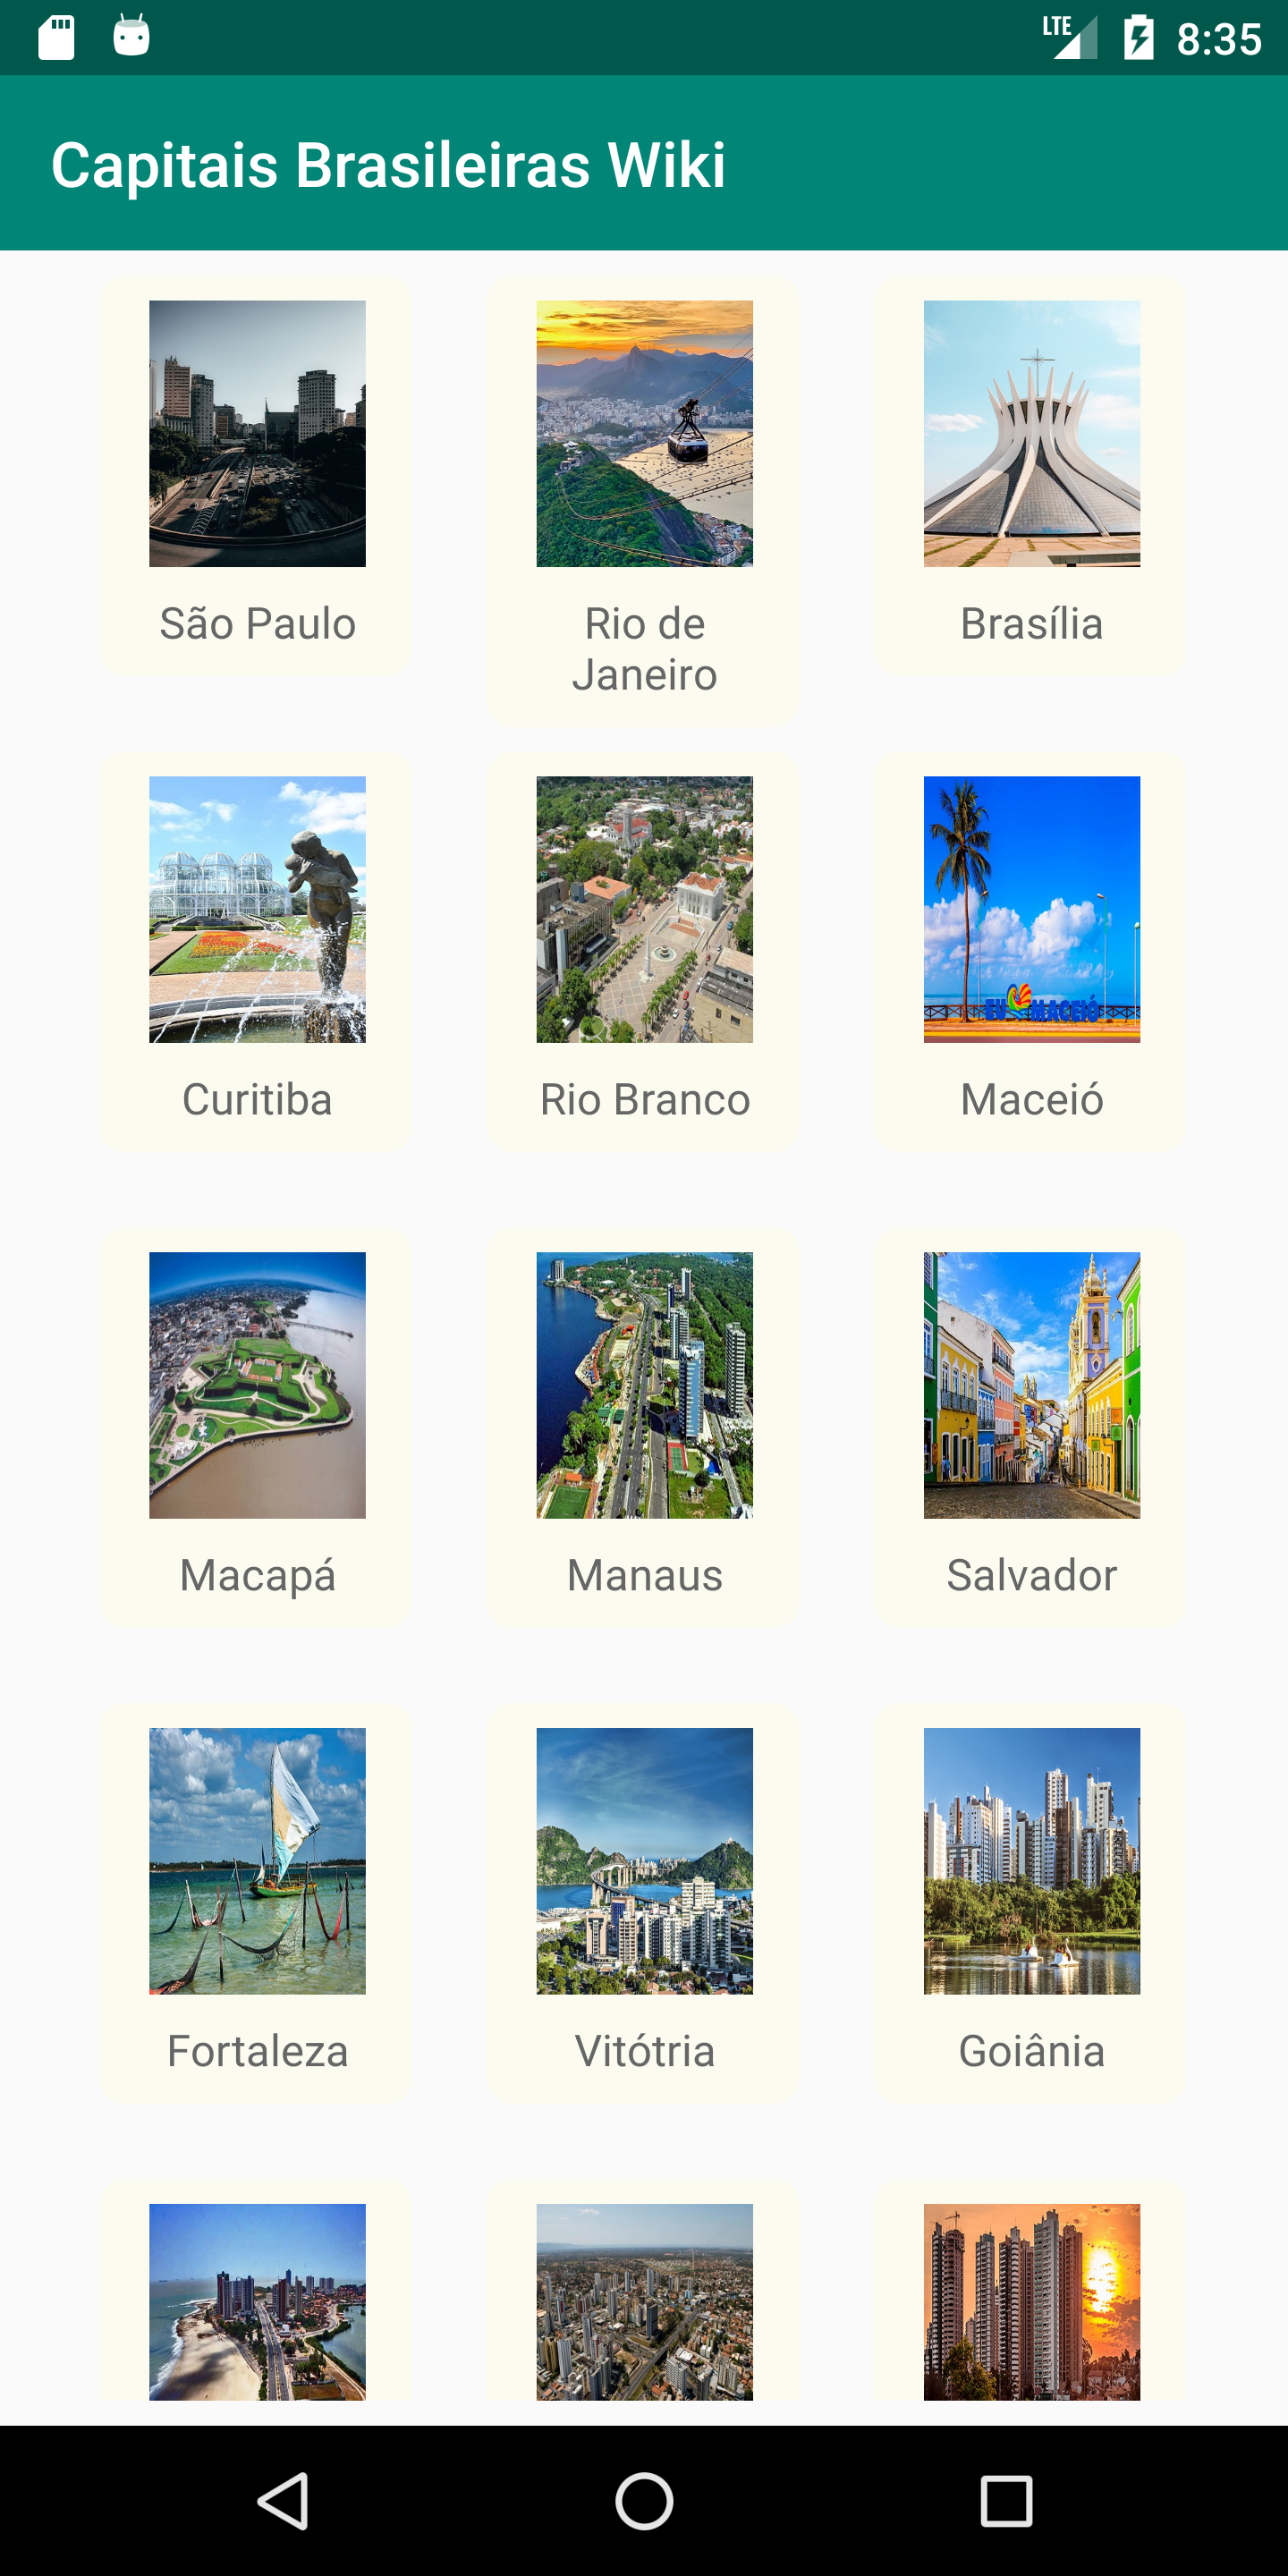 LTE 8:35
Capitais Brasileiras Wiki
São Paulo
Rio de
Janeiro
Brasília
Curitiba
EU MACEIÓ
Rio Branco
Maceió
Macapá
Manaus
Salvador
Fortaleza
Vitótria
Goiânia